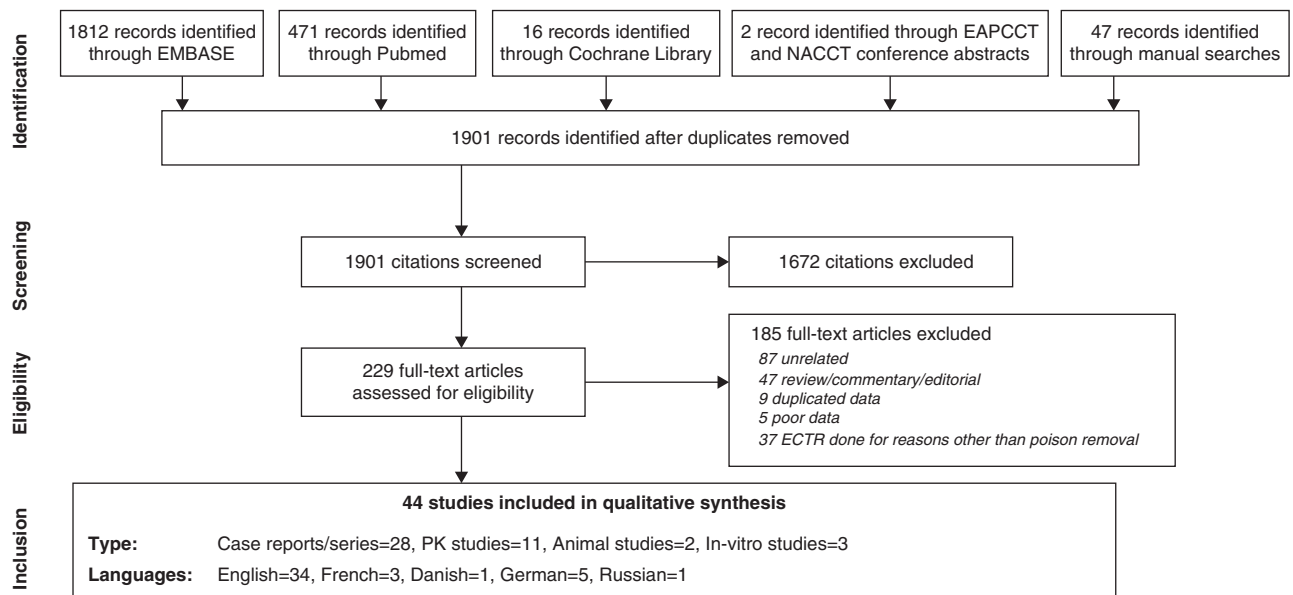 Identification
1812 records identified
through EMBASE
471 records identified
through Pubmed
16 records identified
through Cochrane Library
2 record identified through EAPCCT
and NACCT conference abstracts
47 records identified
through manual searches
1901 records identified after duplicates removed
Screening
1901 citations screened
1672 citations excluded
Eligibility
229 full-text articles
assessed for eligibility
185 full-text articles excluded
87 unrelated
47 review/commentary/editorial
9 duplicated data
5 poor data
37 ECTR done for reasons other than poison removal
Inclusion
44 studies included in qualitative synthesis
Type: Case reports/series=28, PK studies=11, Animal studies=2, In-vitro studies=3
Languages: English=34, French=3, Danish=1, German=5, Russian=1